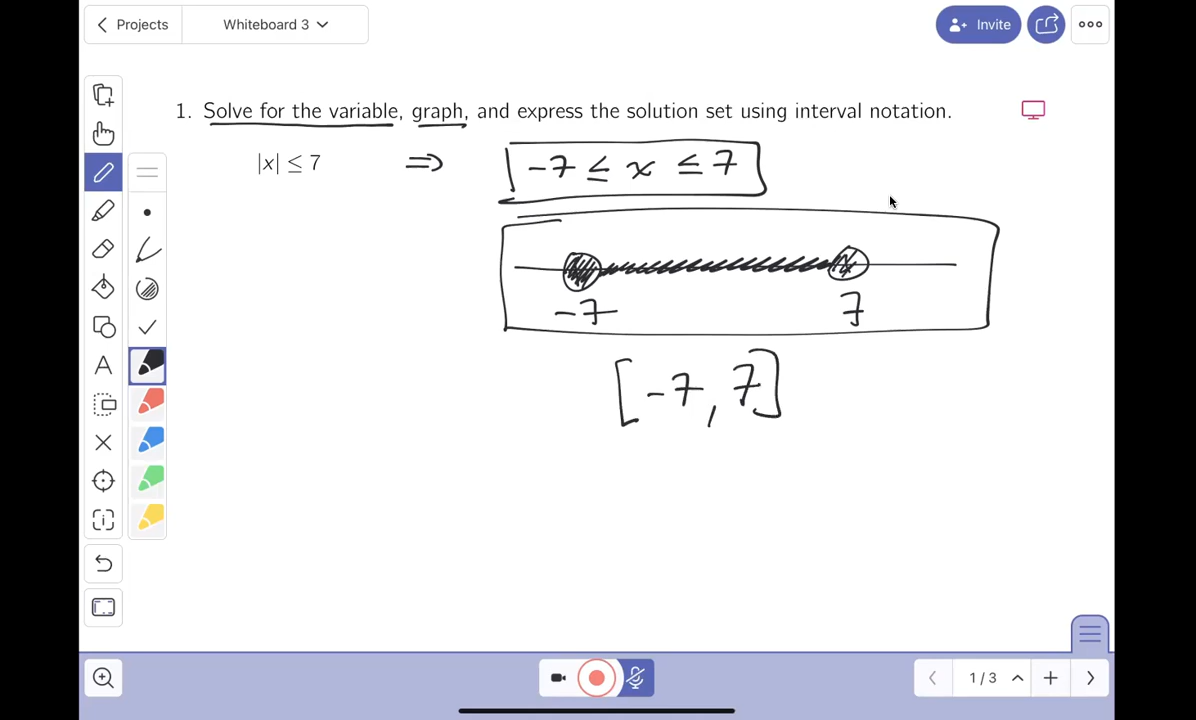 Projects
Whiteboard 3
Invite
1. Solve for the variable, graph, and express the solution set using interval notation.
|x| ≤ 7 ⇒ -7 ≤ x ≤ 7
-7 7
[-7, 7]
A
1 / 3